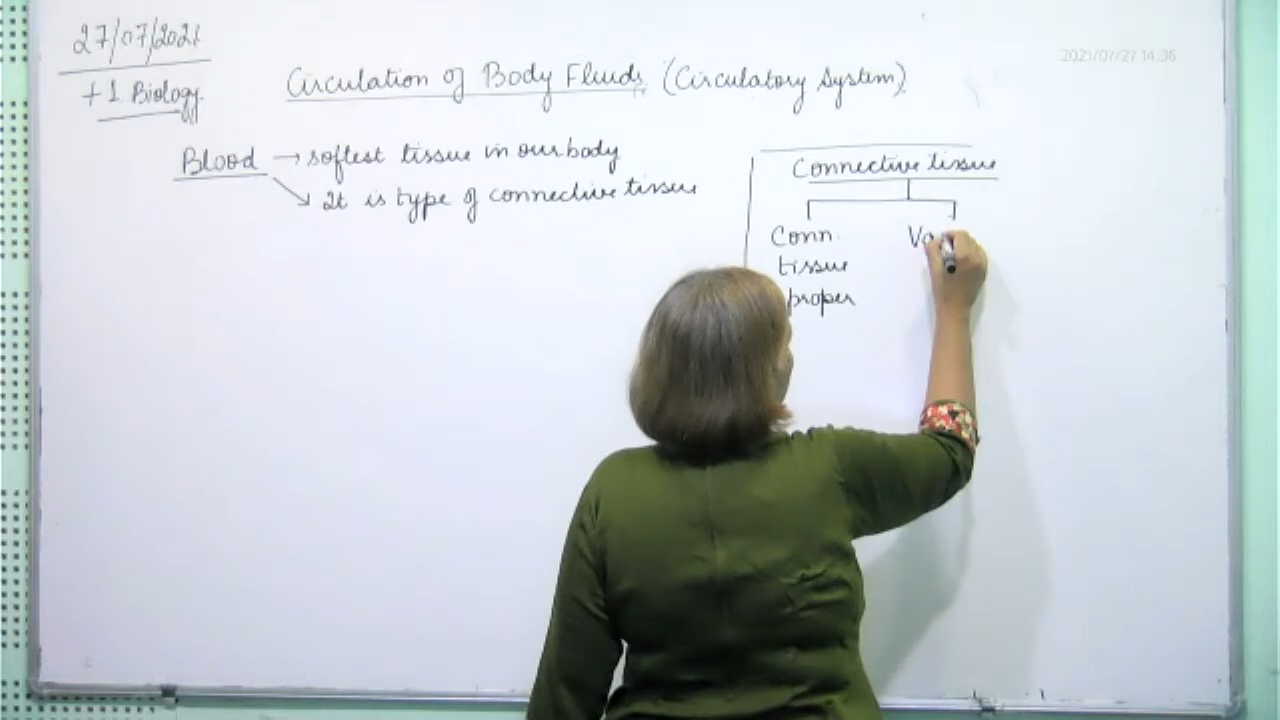 27/07/2021
+1 Biology
2021/07/27 14:36
Circulation of Body Fluids (Circulatory System)
Blood → softest tissue in our body
↘ It is type of connective tissue
Connective tissue
Conn.
tissue
proper
Va